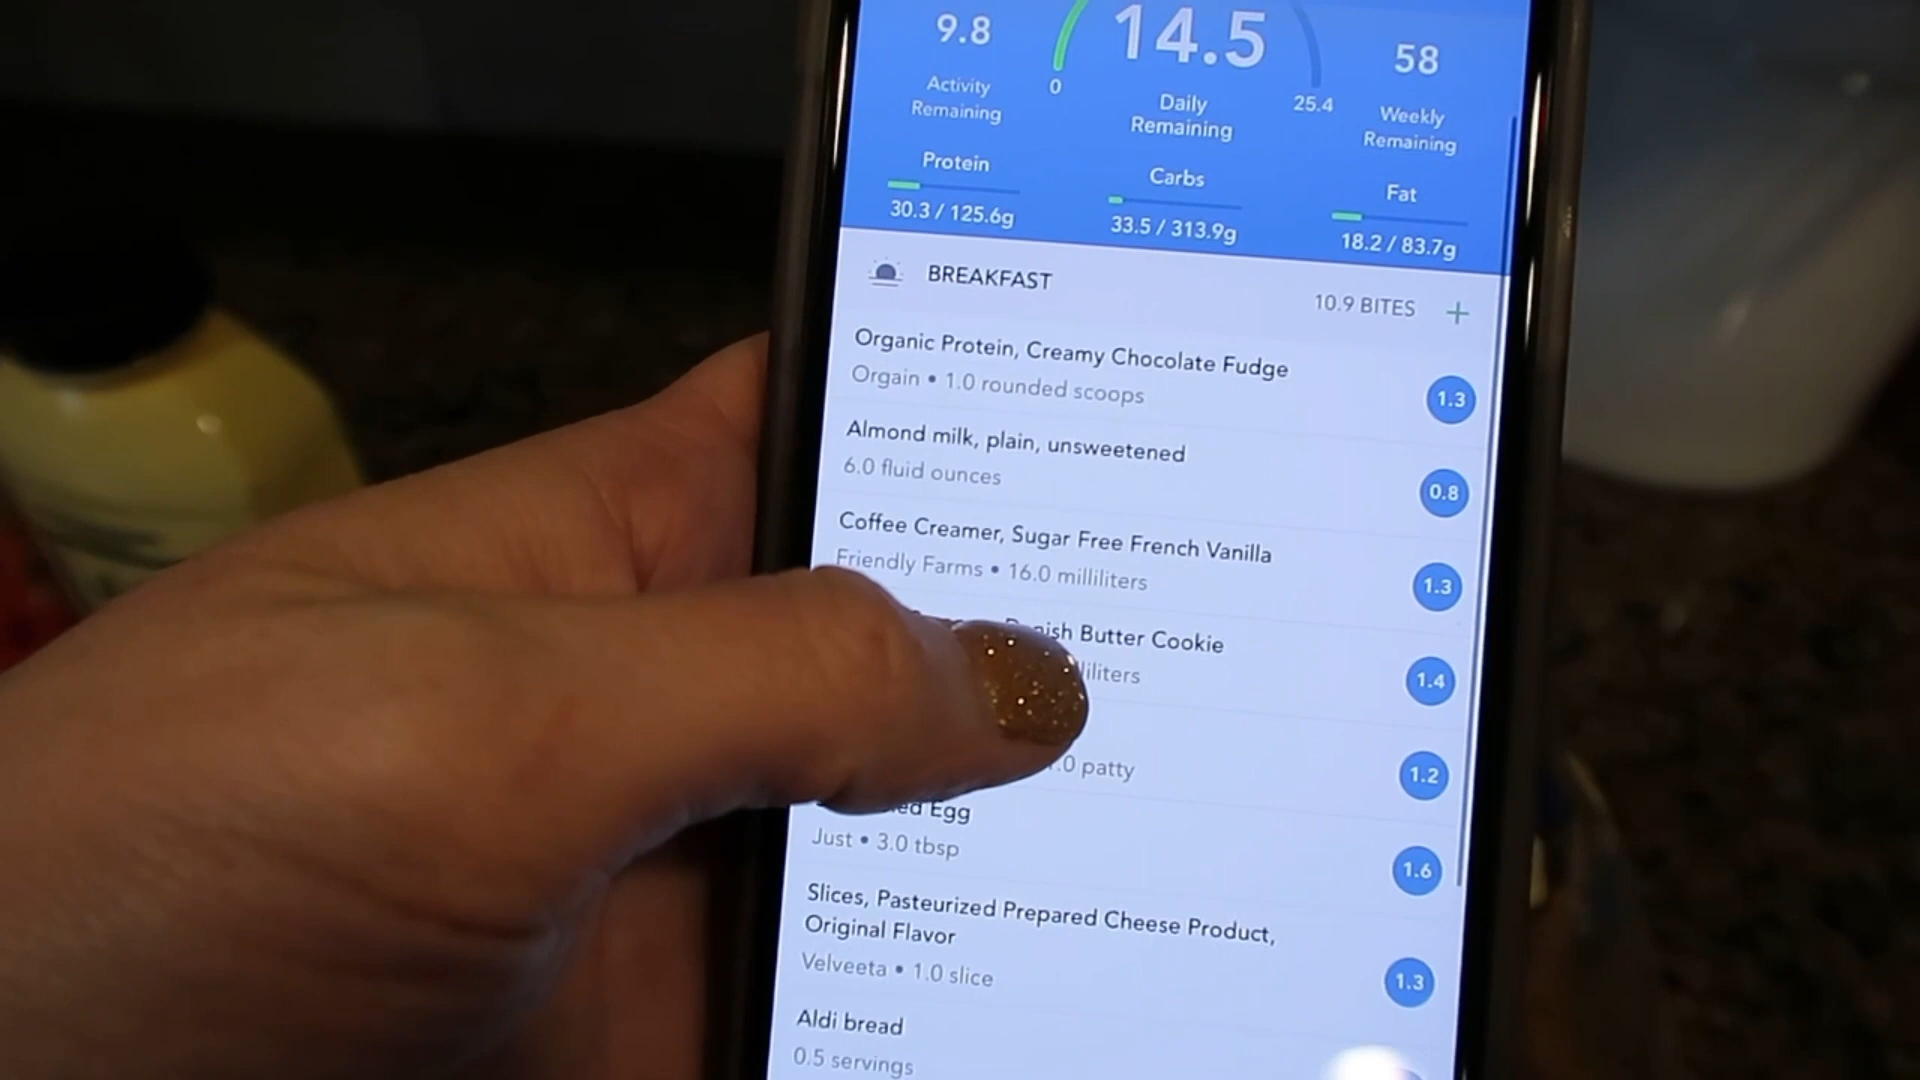 9.8
Activity
Remaining
14.5
0
25.4
Daily
Remaining
58
Weekly
Remaining
Protein
30.3 / 125.6g
Carbs
33.5 / 313.9g
Fat
18.2 / 83.7g
BREAKFAST
10.9 BITES +
Organic Protein, Creamy Chocolate Fudge
Orgain • 1.0 rounded scoops
1.3
Almond milk, plain, unsweetened
6.0 fluid ounces
0.8
Coffee Creamer, Sugar Free French Vanilla
Friendly Farms • 16.0 milliliters
1.3
Butter Cookie
1.4
patty
1.2
Egg
Just • 3.0 tbsp
1.6
Slices, Pasteurized Prepared Cheese Product,
Original Flavor
Velveeta • 1.0 slice
1.3
Aldi bread
0.5 servings